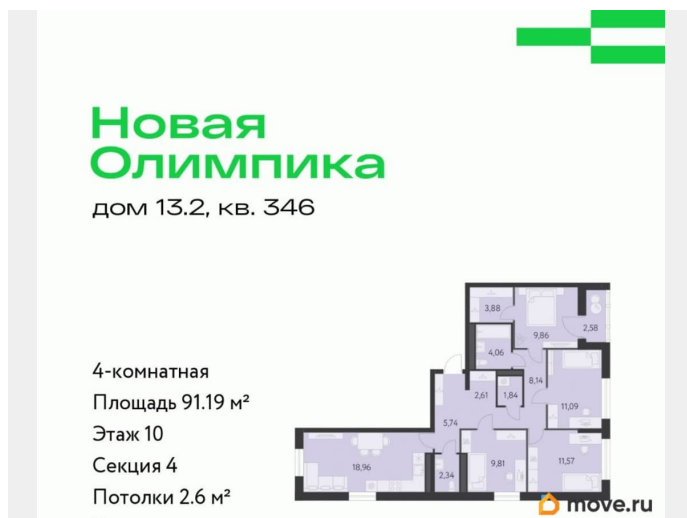 Новая
Олимпика
дом 13.2, кв. 346
4-комнатная
Площадь 91.19 м²
Этаж 10
Секция 4
Потолки 2.6 м²
3,88
9,86
2,58
4,06
8,14
2,61
1,84
11,09
5,74
18,96
2,34
9,81
11,57
move.ru